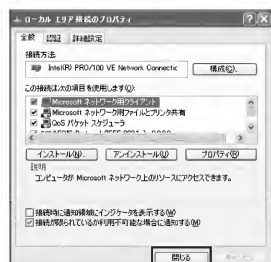 ローカル エリア接続のプロパティ
全般 認証 詳細設定
接続方法:
Intel(R) PRO/100 VE Network Connectic
構成(C)...
この接続は次の項目を使用します(O):
Microsoft ネットワーク用クライアント
Microsoft ネットワーク用ファイルとプリンタ共有
QoS パケット スケジューラ
インストール(N)... アンインストール(U) プロパティ(R)
説明
コンピュータが Microsoft ネットワーク上のリソースにアクセスできます。
接続時に通知領域にインジケータを表示する(W)
接続が限られているか利用不可能な場合に通知する(M)
閉じる